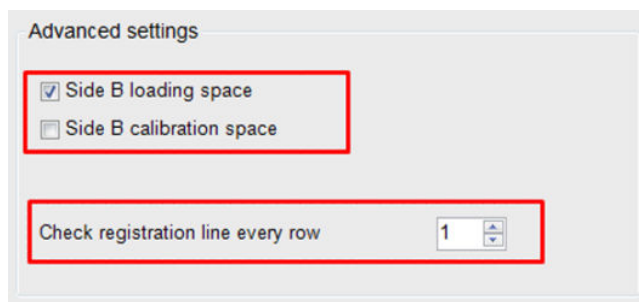 Advanced settings
Side B loading space
Side B calibration space
Check registration line every row 1